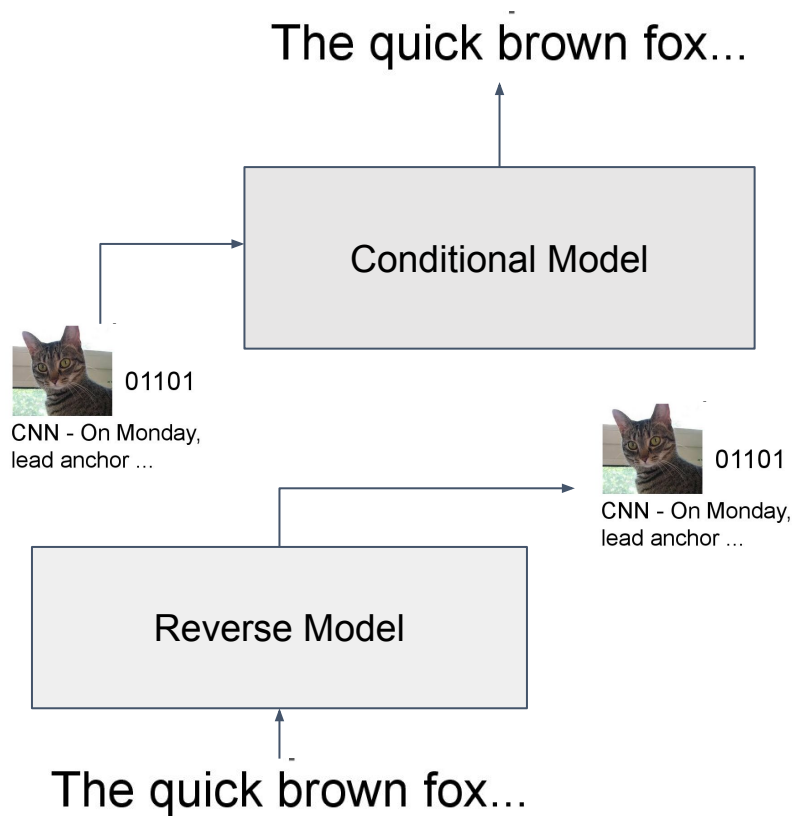 The quick brown fox...
Conditional Model
01101
CNN - On Monday,
lead anchor ...
01101
CNN - On Monday,
lead anchor ...
Reverse Model
The quick brown fox...